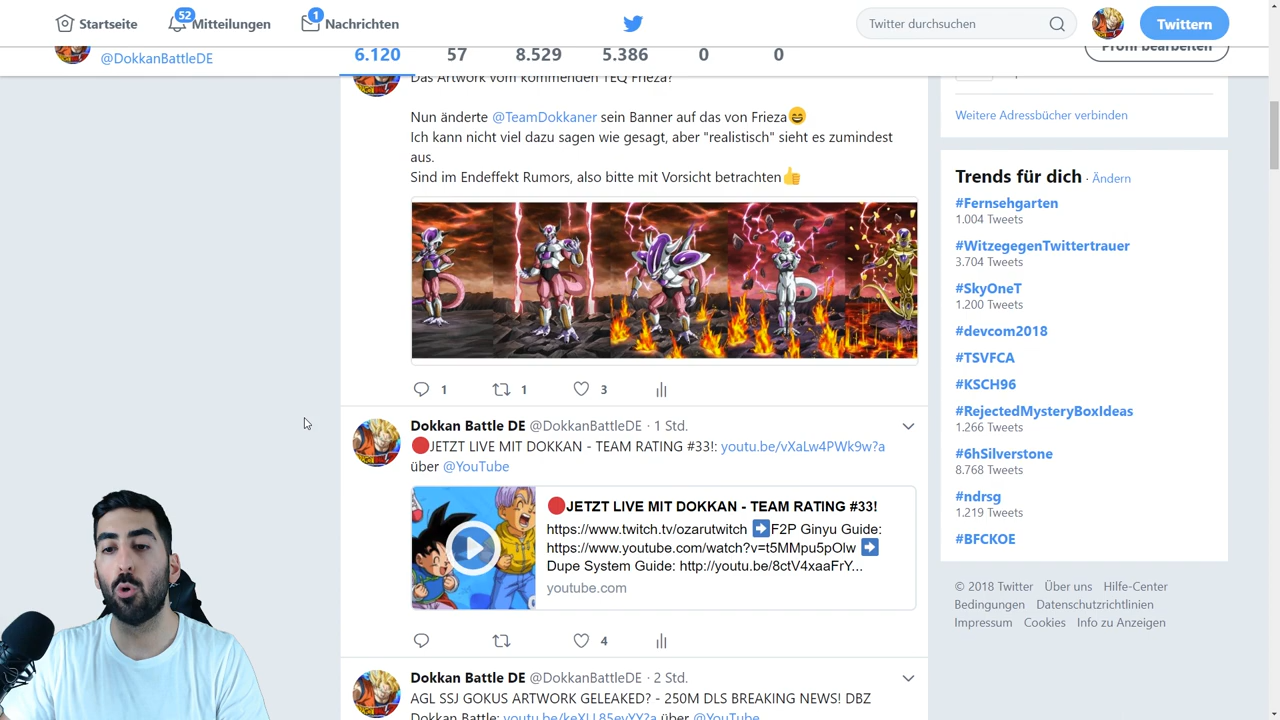 Startseite
52
Mitteilungen
1
Nachrichten
Twitter durchsuchen
Twittern
@DokkanBattleDE
6.120 57 8.529 5.386 0 0
Profil bearbeiten
Das Artwork vom kommenden TEQ Frieza?
Nun änderte @TeamDokkaner sein Banner auf das von Frieza😄
Ich kann nicht viel dazu sagen wie gesagt, aber "realistisch" sieht es zumindest
aus.
Sind im Endeffekt Rumors, also bitte mit Vorsicht betrachten👍
1 1 3
Dokkan Battle DE @DokkanBattleDE · 1 Std.
🔴JETZT LIVE MIT DOKKAN - TEAM RATING #33!: youtu.be/vXaLw4PWk9w?a
über @YouTube
🔴JETZT LIVE MIT DOKKAN - TEAM RATING #33!
https://www.twitch.tv/ozarutwitch ➡F2P Ginyu Guide:
https://www.youtube.com/watch?v=t5MMpu5pOlw ➡
Dupe System Guide: http://youtu.be/8ctV4xaaFrY...
youtube.com
4
Dokkan Battle DE @DokkanBattleDE · 2 Std.
AGL SSJ GOKUS ARTWORK GELEAKED? - 250M DLS BREAKING NEWS! DBZ
Dokkan Battle: über @YouTube
Weitere Adressbücher verbinden
Trends für dich · Ändern
#Fernsehgarten
1.004 Tweets
#WitzegegenTwittertrauer
3.704 Tweets
#SkyOneT
1.200 Tweets
#devcom2018
#TSVFCA
#KSCH96
#RejectedMysteryBoxIdeas
1.266 Tweets
#6hSilverstone
8.768 Tweets
#ndrsg
1.219 Tweets
#BFCKOE
© 2018 Twitter Über uns Hilfe-Center
Bedingungen Datenschutzrichtlinien
Impressum Cookies Info zu Anzeigen